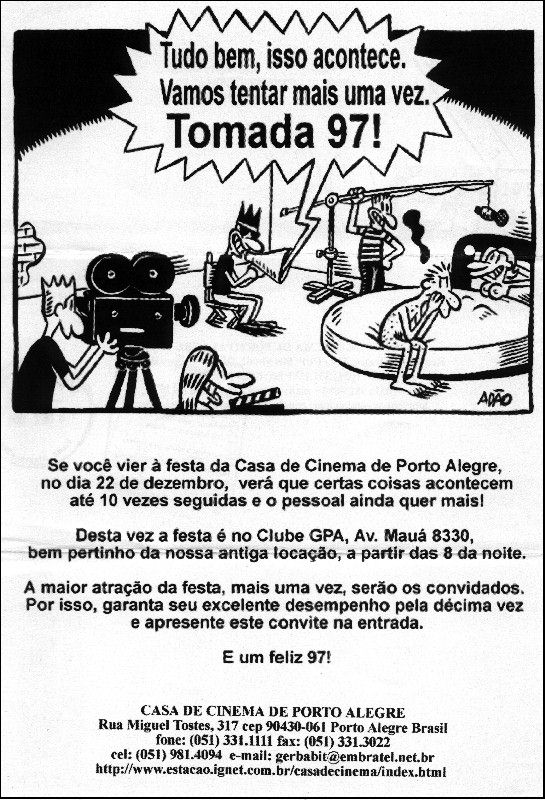 Tudo bem, isso acontece.
Vamos tentar mais uma vez.
Tomada 97!
ADÃO
Se você vier à festa da Casa de Cinema de Porto Alegre,
no dia 22 de dezembro, verá que certas coisas acontecem
até 10 vezes seguidas e o pessoal ainda quer mais!
Desta vez a festa é no Clube GPA, Av. Mauá 8330,
bem pertinho da nossa antiga locação, a partir das 8 da noite.
A maior atração da festa, mais uma vez, serão os convidados.
Por isso, garanta seu excelente desempenho pela décima vez
e apresente este convite na entrada.
E um feliz 97!
CASA DE CINEMA DE PORTO ALEGRE
Rua Miguel Tostes, 317 cep 90430-061 Porto Alegre Brasil
fone: (051) 331.1111 fax: (051) 331.3022
cel: (051) 981.4094 e-mail: gerbabit@embratel.net.br
http://www.estacao.ignet.com.br/casadecinema/index.html